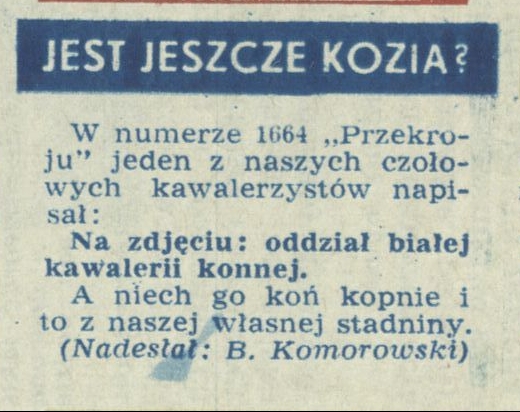 JEST JESZCZE KOZIA?
W numerze 1664 „Przekro-
ju” jeden z naszych czoło-
wych kawalerzystów napi-
sał:
Na zdjęciu: oddział białej
kawalerii konnej.
A niech go koń kopnie i
to z naszej własnej stadniny.
(Nadesłał: B. Komorowski)